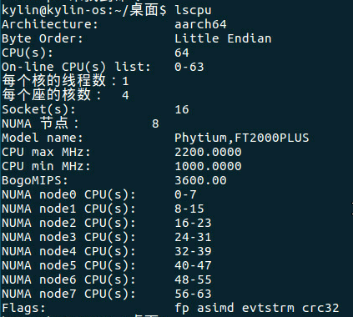 kylin@kylin-os:~/桌面$ lscpu
Architecture: aarch64
Byte Order: Little Endian
CPU(s): 64
On-line CPU(s) list: 0-63
每个核的线程数：1
每个座的核数： 4
Socket(s): 16
NUMA 节点： 8
Model name: Phytium,FT2000PLUS
CPU max MHz: 2200.0000
CPU min MHz: 1000.0000
BogoMIPS: 3600.00
NUMA node0 CPU(s): 0-7
NUMA node1 CPU(s): 8-15
NUMA node2 CPU(s): 16-23
NUMA node3 CPU(s): 24-31
NUMA node4 CPU(s): 32-39
NUMA node5 CPU(s): 40-47
NUMA node6 CPU(s): 48-55
NUMA node7 CPU(s): 56-63
Flags: fp asimd evtstrm crc32